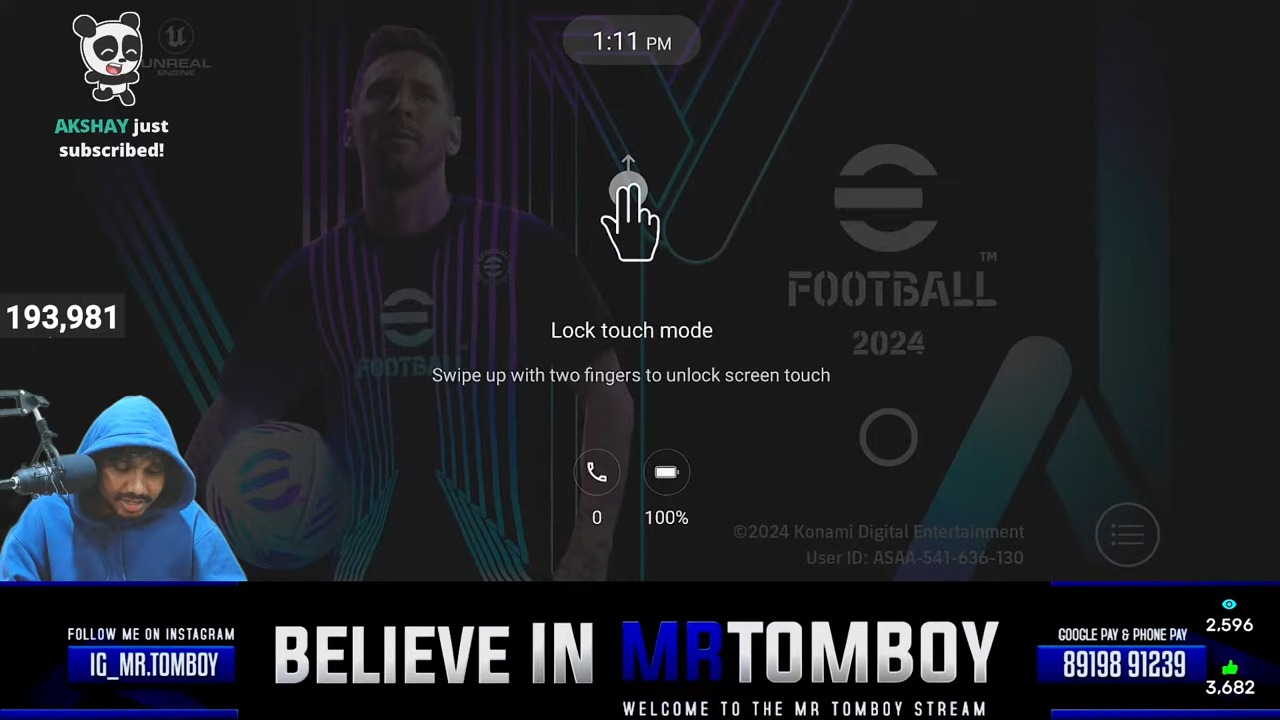 UNREAL
ENGINE
1:11 PM
AKSHAY just
subscribed!
193,981
FOOTBALL
TM
FOOTBALL
2024
Lock touch mode
Swipe up with two fingers to unlock screen touch
0
100%
©2024 Konami Digital Entertainment
User ID: ASAA-541-636-130
FOLLOW ME ON INSTAGRAM
IG_MR.TOMBOY
BELIEVE IN MRTOMBOY
WELCOME TO THE MR TOMBOY STREAM
GOOGLE PAY & PHONE PAY
89198 91239
2,596
3,682